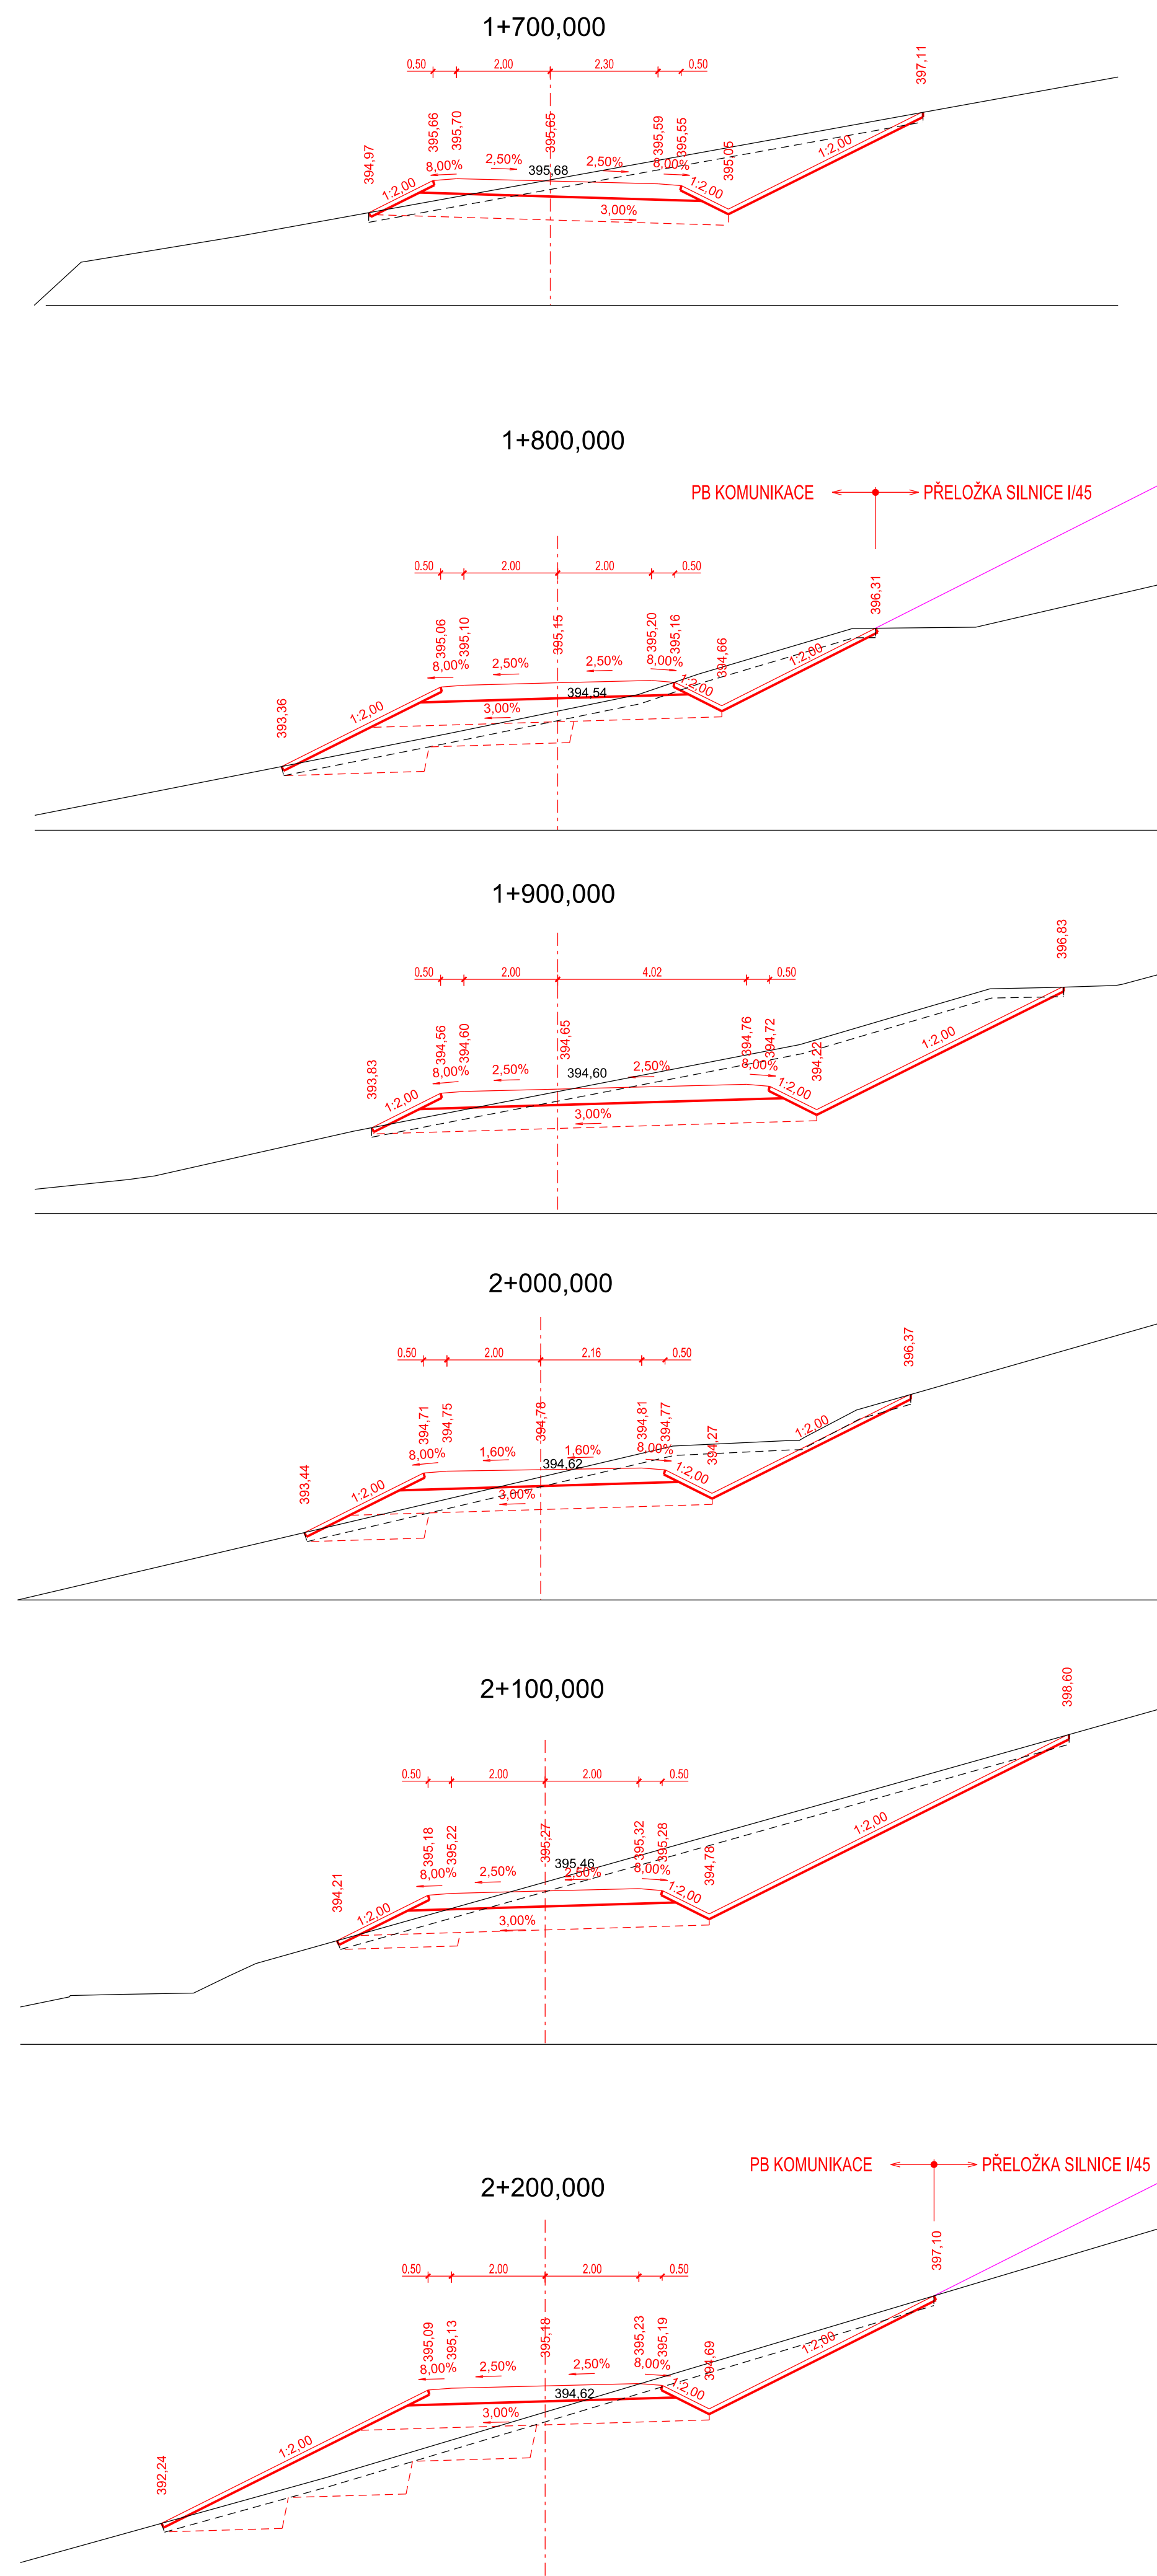 1+700,000
0.50 2.00 2.30 0.50
397,11
394,97 395,66 395,70 395,65 395,59 395,55 395,05
8,00% 2,50% 395,68 2,50% 8,00%
1:2,00 1:2,00 1:2,00
3,00%
1+800,000
PB KOMUNIKACE PŘELOŽKA SILNICE I/45
0.50 2.00 2.00 0.50
393,36 395,06 395,10 395,15 395,20 395,16 394,66 396,31
8,00% 2,50% 2,50% 8,00%
1:2,00 394,54 1:2,00 1:2,00
3,00%
1+900,000
0.50 2.00 4.02 0.50
393,83 394,56 394,60 394,65 394,76 394,72 394,22 396,83
8,00% 2,50% 394,60 2,50% 8,00%
1:2,00 1:2,00 1:2,00
3,00%
2+000,000
0.50 2.00 2.16 0.50
393,44 394,71 394,75 394,78 394,81 394,77 394,27 396,37
8,00% 1,60% 1,60% 8,00%
1:2,00 394,62 1:2,00 1:2,00
3,00%
2+100,000
0.50 2.00 2.00 0.50
394,21 395,18 395,22 395,27 395,32 395,28 394,78 398,60
395,46
8,00% 2,50% 2,50% 8,00%
1:2,00 1:2,00 1:2,00
3,00%
2+200,000
PB KOMUNIKACE PŘELOŽKA SILNICE I/45
0.50 2.00 2.00 0.50
392,24 395,09 395,13 395,18 395,23 395,19 394,69 397,10
8,00% 2,50% 2,50% 8,00%
1:2,00 394,62 1:2,00 1:2,00
3,00%